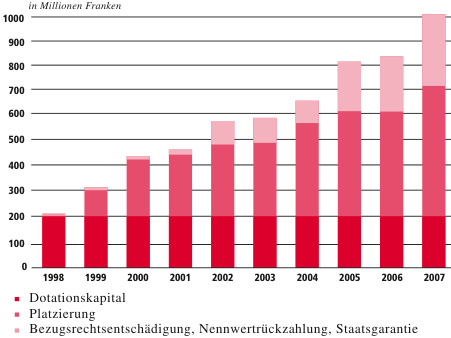 in Millionen Franken
1000
900
800
700
600
500
400
300
200
100
0
1998 1999 2000 2001 2002 2003 2004 2005 2006 2007
Dotationskapital
Platzierung
Bezugsrechtsentschädigung, Nennwertrückzahlung, Staatsgarantie